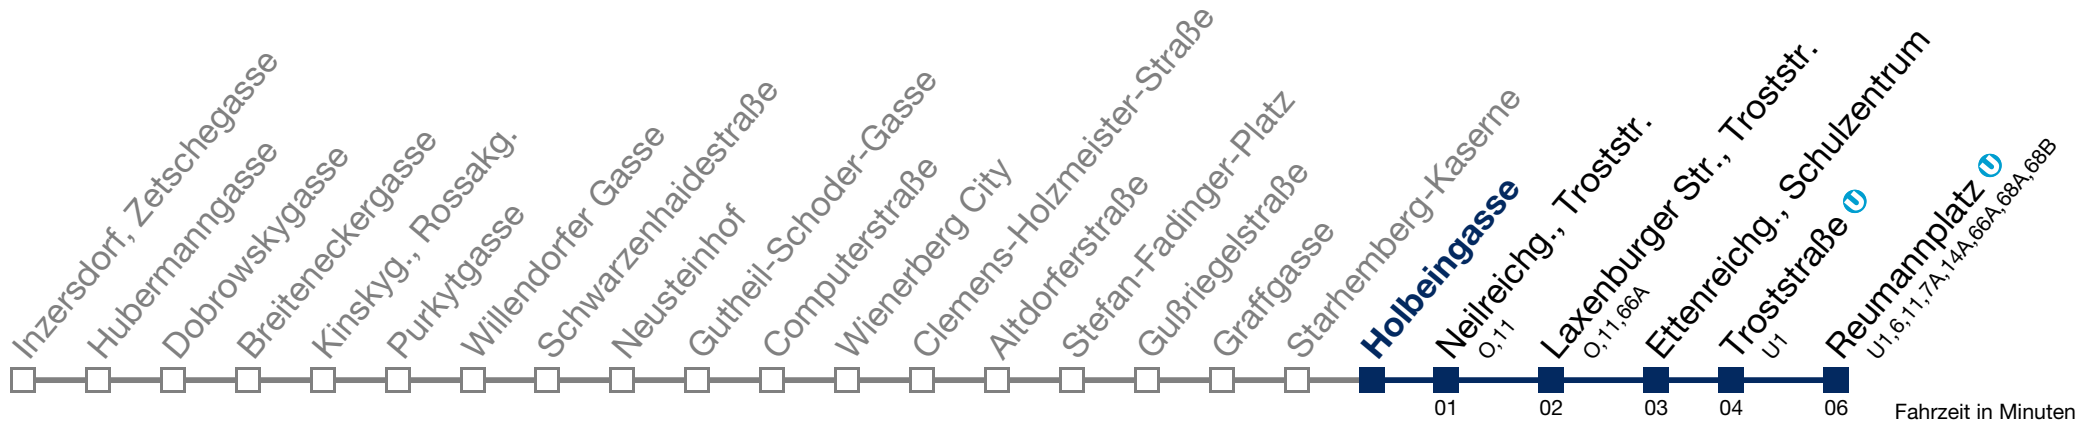 Inzersdorf, Zetschegasse
Hubermanngasse
Dobrowskygasse
Breiteneckergasse
Kinskyg., Rossakg.
Purkytgasse
Willendorfer Gasse
Schwarzenhaidestraße
Neusteinhof
Gutheil-Schoder-Gasse
Computerstraße
Wienerberg City
Clemens-Holzmeister-Straße
Altdorferstraße
Stefan-Fadinger-Platz
Gußriegelstraße
Graffgasse
Starhemberg-Kaserne
Holbeingasse
Neilreichg., Troststr.
O,11
Laxenburger Str., Troststr.
O,11,66A
Ettenreichg., Schulzentrum
Troststraße U
U1
Reumannplatz U
U1,6,11,7A,14A,66A,68A,68B
01 02 03 04 06
Fahrzeit in Minuten